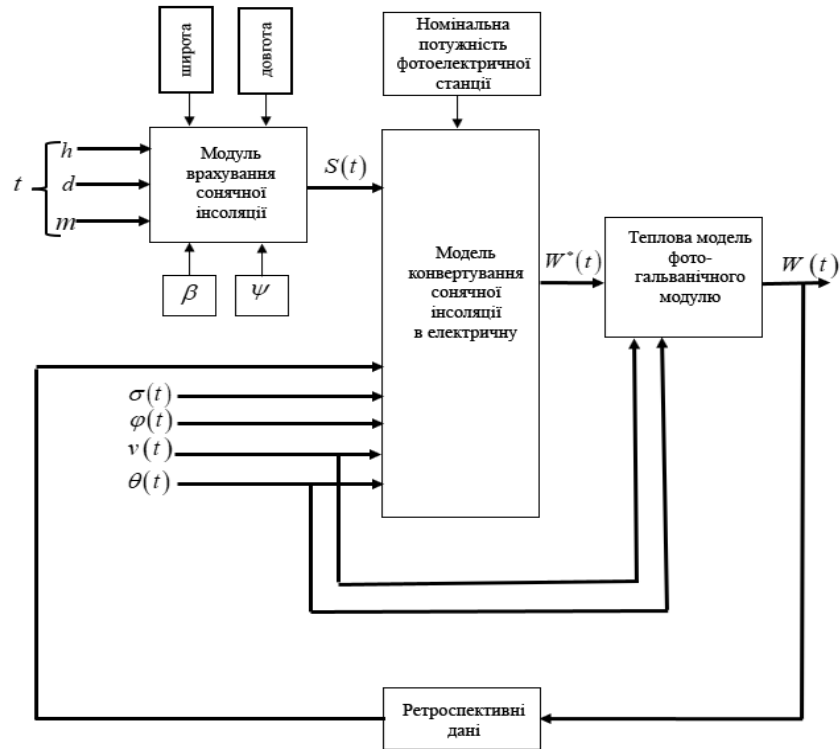 широта
довгота
Номінальна
потужність
фотоелектричної
станції
t { h
d
m
Модуль
врахування
сонячної
інсоляції
S(t)
β
ψ
Модель
конвертування
сонячної
інсоляції
в електричну
W*(t)
Теплова модель
фото-
гальванічного
модулю
W(t)
σ(t)
φ(t)
v(t)
θ(t)
Ретроспективні
дані